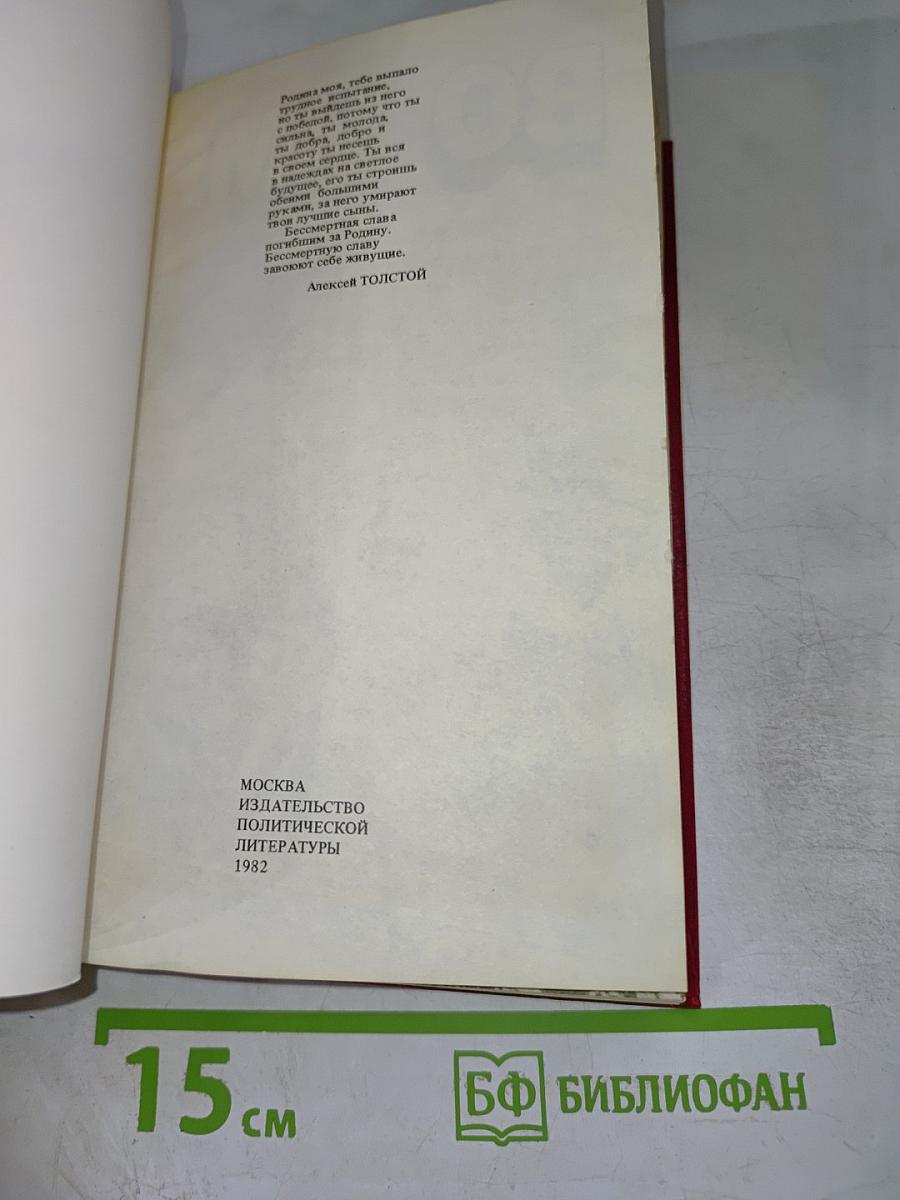 Родина моя, тебе выпало
трудное испытание,
но ты выйдешь из него
с победой, потому что ты
сильна, ты молода,
ты добра, добро и
красоту ты несешь
в своем сердце. Ты вся
в надеждах на светлое
будущее, его ты строишь
обеими большими
руками, за него умирают
твои лучшие сыны.
Бессмертная слава
погибшим за Родину.
Бессмертную славу
завоюют себе живущие.
Алексей ТОЛСТОЙ
МОСКВА
ИЗДАТЕЛЬСТВО
ПОЛИТИЧЕСКОЙ
ЛИТЕРАТУРЫ
1982
15 см
БФ БИБЛИОФАН